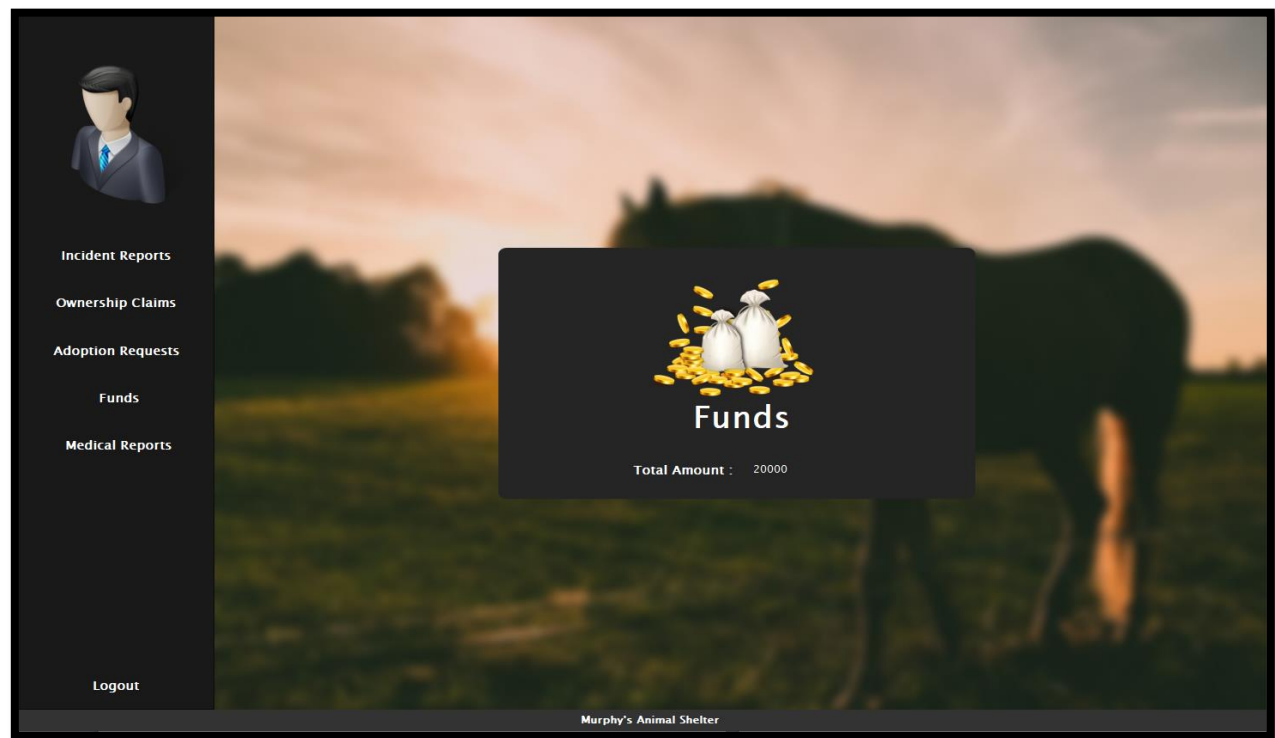 Incident Reports
Ownership Claims
Adoption Requests
Funds
Medical Reports
Logout
Funds
Total Amount : 20000
Murphy's Animal Shelter